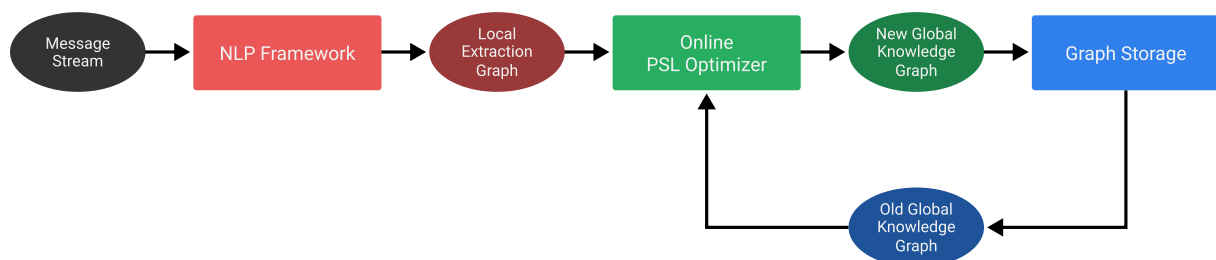 Message
Stream
NLP Framework
Local
Extraction
Graph
Online
PSL Optimizer
New Global
Knowledge
Graph
Graph Storage
Old Global
Knowledge
Graph